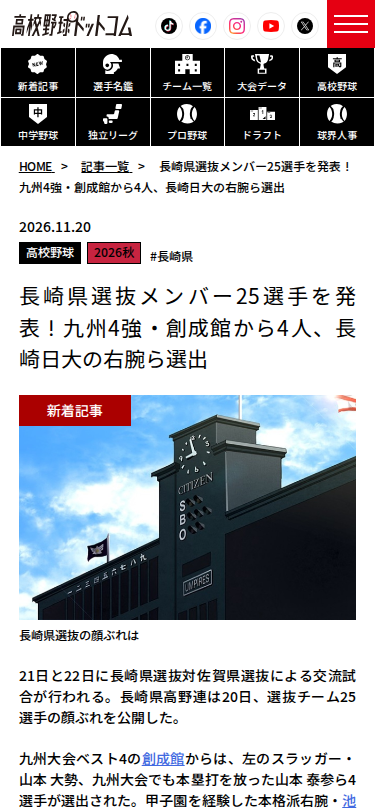 高校野球ドットコム
新着記事 選手名鑑 チーム一覧 大会データ 高校野球
中学野球 独立リーグ プロ野球 ドラフト 球界人事
HOME > 記事一覧 > 長崎県選抜メンバー25選手を発表！
九州4強・創成館から4人、長崎日大の右腕ら選出
2026.11.20
高校野球 2026秋 #長崎県
長崎県選抜メンバー25選手を発
表！九州4強・創成館から4人、長
崎日大の右腕ら選出
新着記事
CITIZEN
S
B
O
UMPIRES
一二三四五六七八九
長崎県選抜の顔ぶれは
21日と22日に長崎県選抜対佐賀県選抜による交流試
合が行われる。長崎県高野連は20日、選抜チーム25
選手の顔ぶれを公開した。
九州大会ベスト4の創成館からは、左のスラッガー・
山本 大勢、九州大会でも本塁打を放った山本 泰参ら4
選手が選出された。甲子園を経験した本格派右腕・池